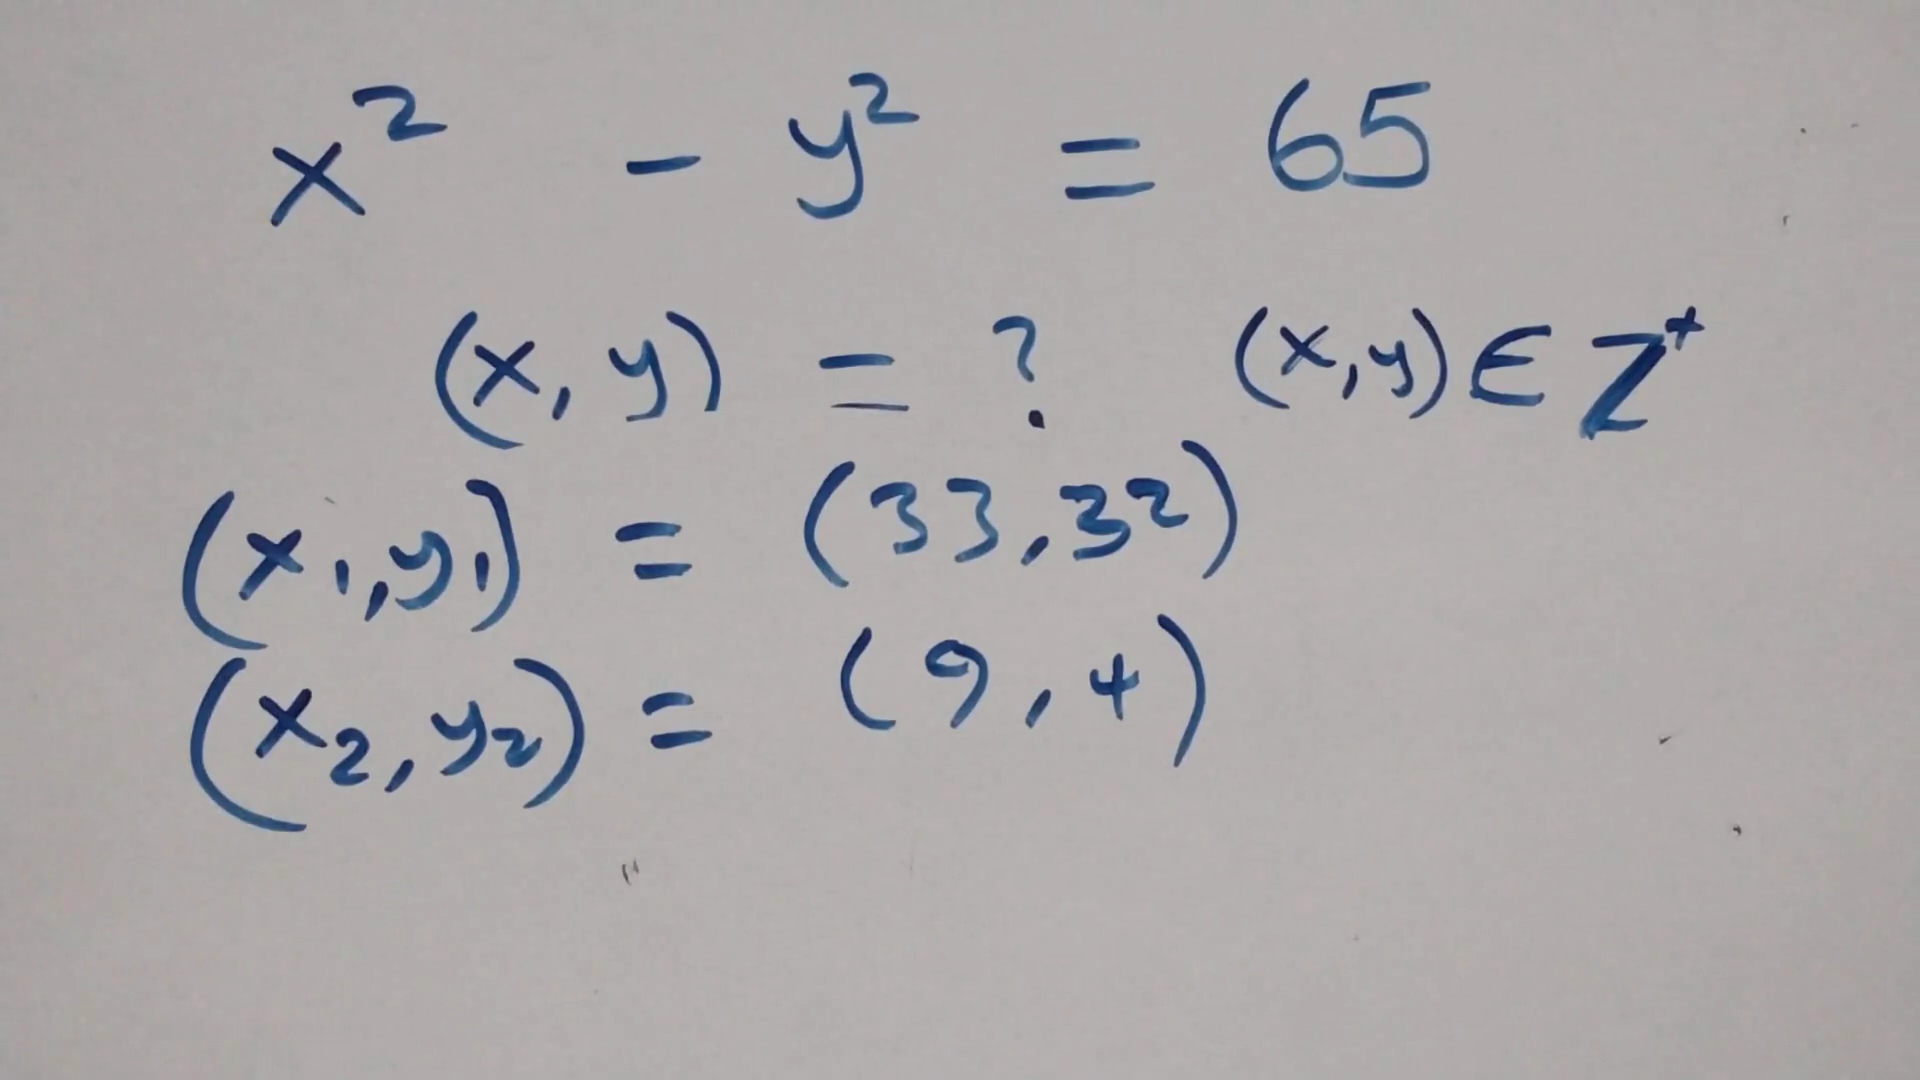 x² - y² = 65
(x, y) = ? (x,y) ∈ Z⁺
(x₁,y₁) = (33,32)
(x₂,y₂) = (9,4)